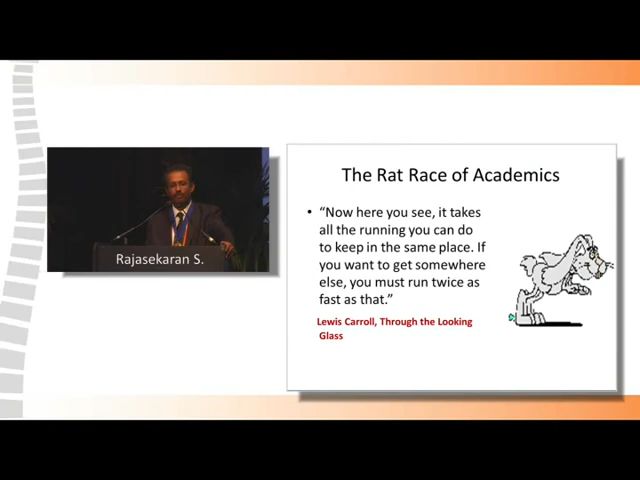 The Rat Race of Academics
• “Now here you see, it takes
all the running you can do
to keep in the same place. If
you want to get somewhere
else, you must run twice as
fast as that.”
Lewis Carroll, Through the Looking
Glass
Rajasekaran S.